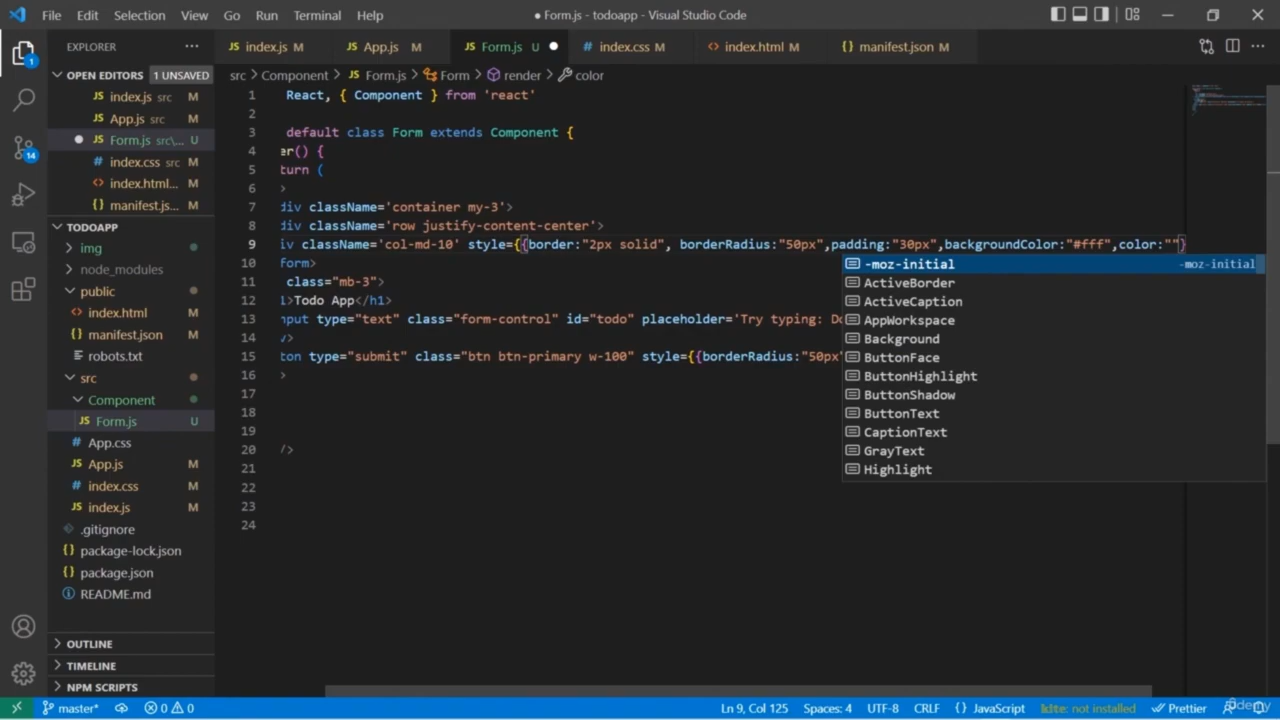 File Edit Selection View Go Run Terminal Help ● Form.js - todoapp - Visual Studio Code
EXPLORER ...
JS index.js M JS App.js M JS Form.js U ● # index.css M <> index.html M {} manifest.json M
OPEN EDITORS 1 UNSAVED
src > Component > JS Form.js > Form > render > color
JS index.js src M
JS App.js M
● JS Form.js src\... U
# index.css src M
<> index.html... M
{} manifest.js... M
TODOAPP
img
node_modules
public
<> index.html M
{} manifest.json M
robots.txt
src
Component
JS Form.js U
# App.css
JS App.js M
# index.css M
JS index.js M
.gitignore
{} package-lock.json
{} package.json
README.md
OUTLINE
TIMELINE
NPM SCRIPTS
1
14
1 React, { Component } from 'react'
2
3 default class Form extends Component {
4 er() {
5 turn (
6 >
7 div className='container my-3'>
8 div className='row justify-content-center'>
9 iv className='col-md-10' style={{border:"2px solid", borderRadius:"50px",padding:"30px",backgroundColor:"#fff",color:""}
10 form>
11 class="mb-3">
12 1>Todo App</h1>
13 nput type="text" class="form-control" id="todo" placeholder='Try typing: Do
14 />
15 ton type="submit" class="btn btn-primary w-100" style={{borderRadius:"50px"
16 >
17
18
19
20 />
21
22
23
24
-moz-initial -moz-initial
ActiveBorder
ActiveCaption
AppWorkspace
Background
ButtonFace
ButtonHighlight
ButtonShadow
ButtonText
CaptionText
GrayText
Highlight
master* 0 0 Ln 9, Col 125 Spaces: 4 UTF-8 CRLF {} JavaScript kite: not installed Prettier